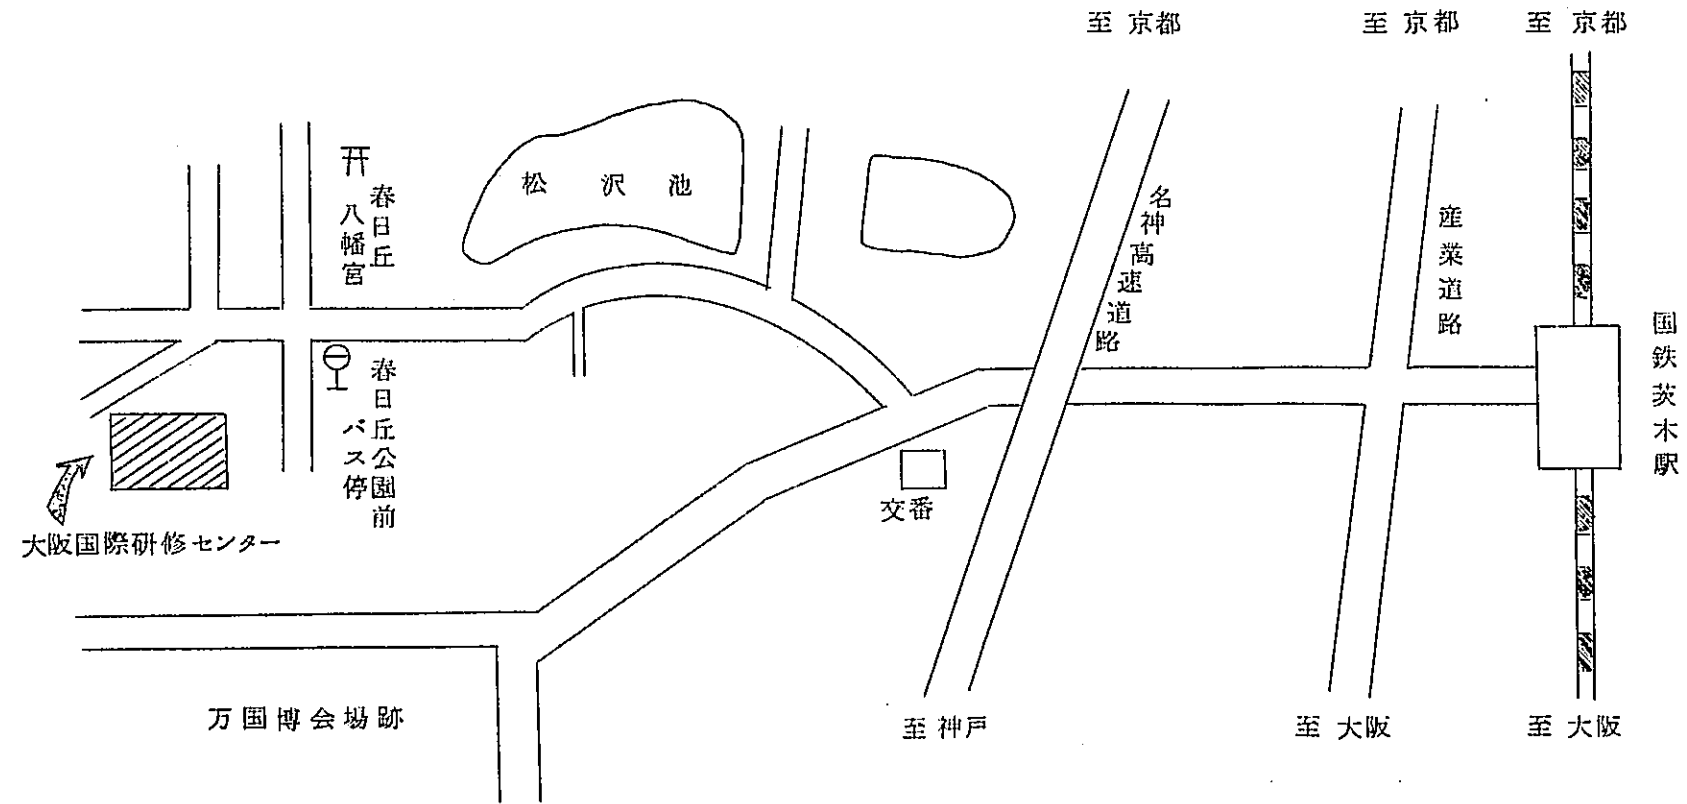 至 京都
至 京都
至 京都
松沢池
春日丘
八幡宮
名神高速道路
産業道路
国鉄茨木駅
春日丘公園前
バス停
交番
大阪国際研修センター
万国博会場跡
至 神戸
至 大阪
至 大阪